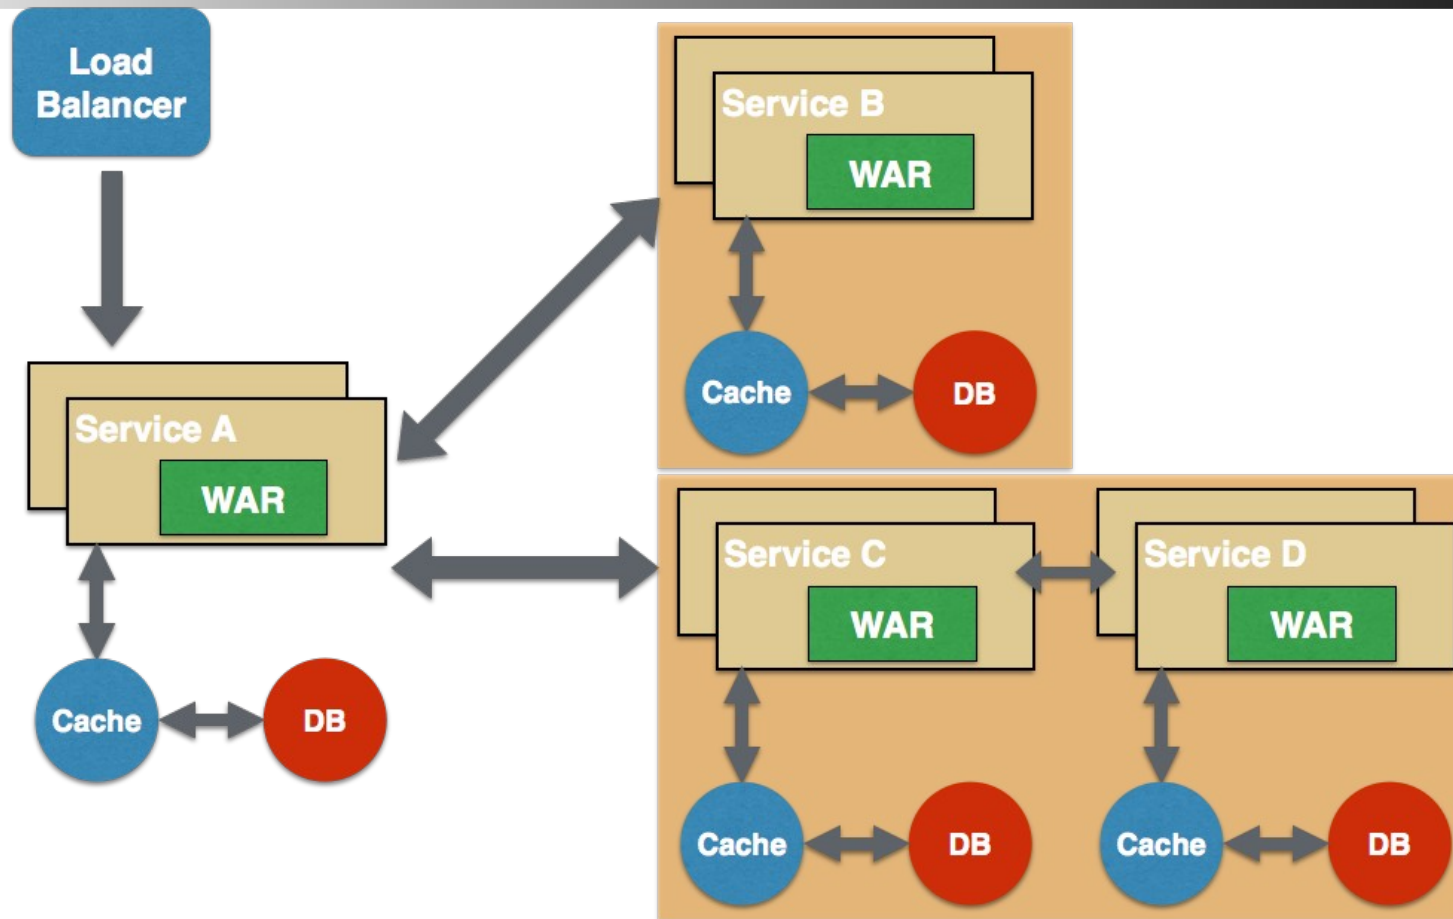 Load
Balancer
Service A
WAR
Cache
DB
Service B
WAR
Cache
DB
Service C
WAR
Cache
DB
Service D
WAR
Cache
DB